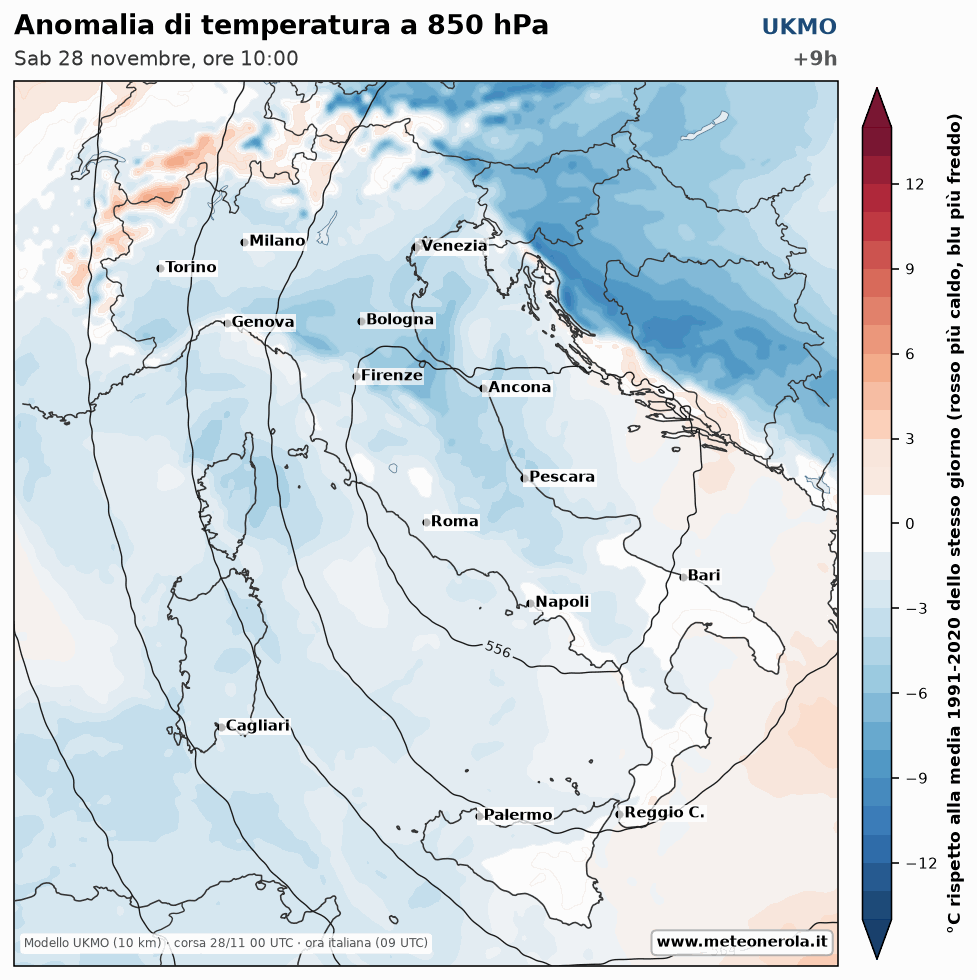 Anomalia di temperatura a 850 hPa
UKMO
Sab 28 novembre, ore 10:00
+9h
Milano
Venezia
Torino
Genova
Bologna
Firenze
Ancona
Pescara
Roma
Bari
Napoli
556
Cagliari
Palermo
Reggio C.
Modello UKMO (10 km) · corsa 28/11 00 UTC · ora italiana (09 UTC)
www.meteonerola.it
12
9
6
3
0
−3
−6
−9
−12
°C rispetto alla media 1991-2020 dello stesso giorno (rosso più caldo, blu più freddo)